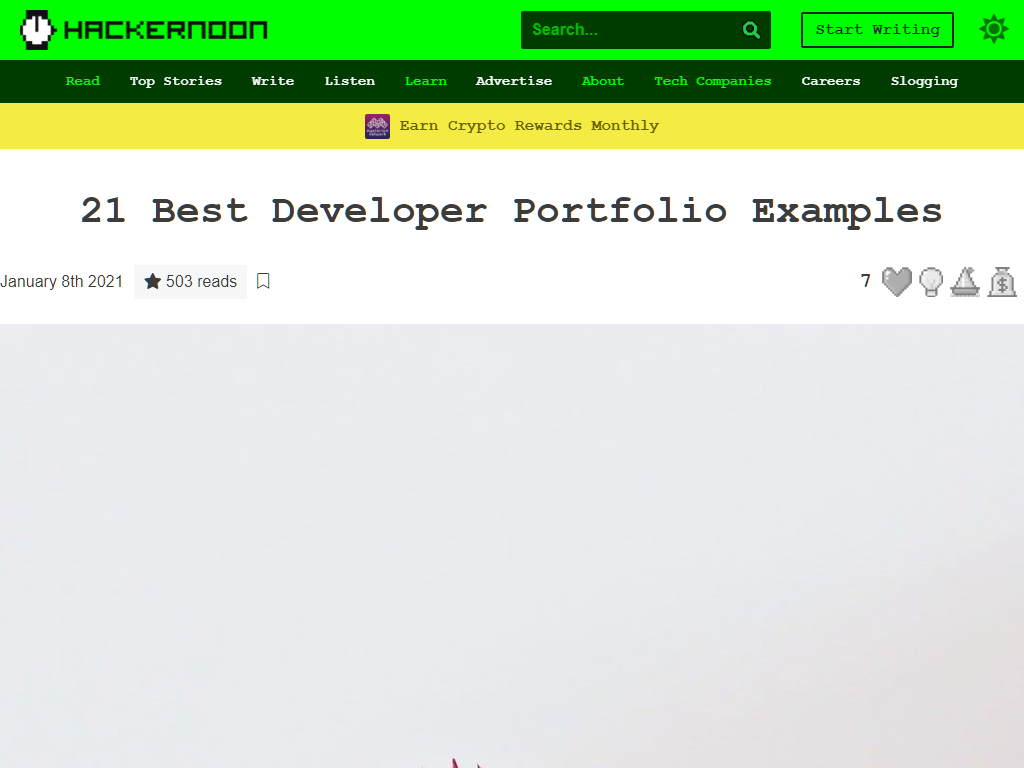 HACKERNOON
Search...
Start Writing
Read Top Stories Write Listen Learn Advertise About Tech Companies Careers Slogging
Earn Crypto Rewards Monthly
21 Best Developer Portfolio Examples
January 8th 2021 503 reads 7